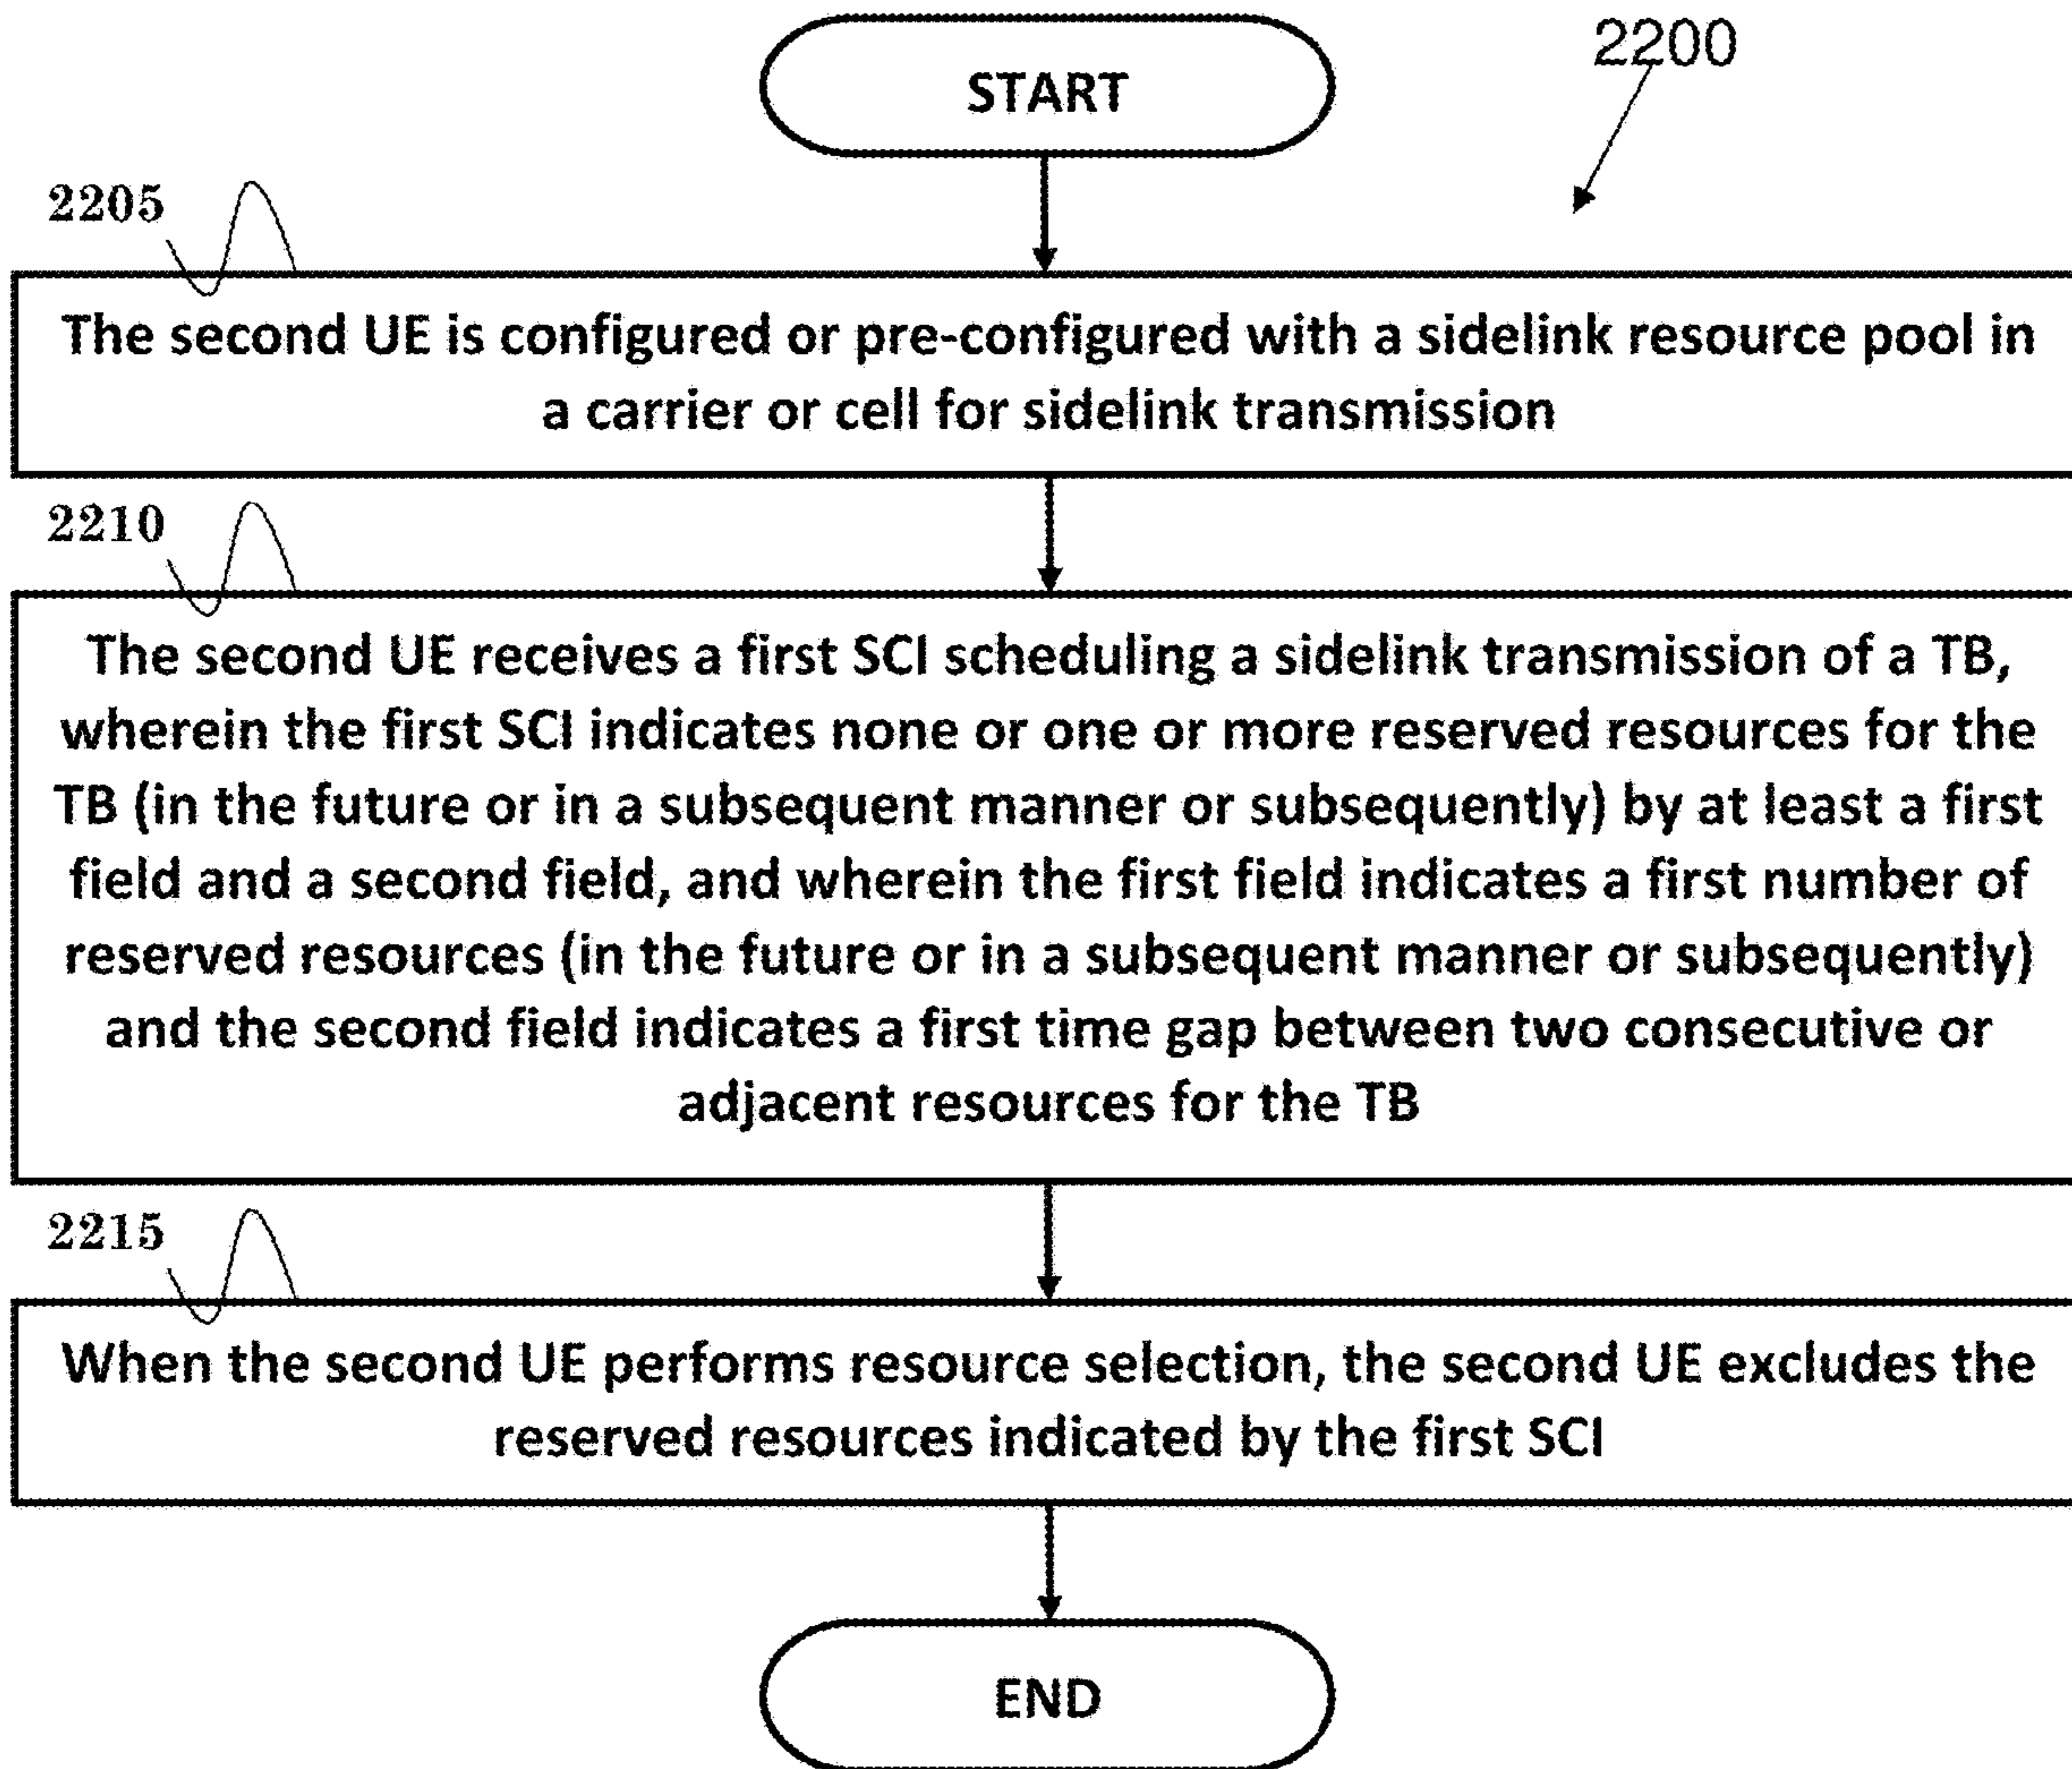 START
2200
2205
The second UE is configured or pre-configured with a sidelink resource pool in
a carrier or cell for sidelink transmission
2210
The second UE receives a first SCI scheduling a sidelink transmission of a TB,
wherein the first SCI indicates none or one or more reserved resources for the
TB (in the future or in a subsequent manner or subsequently) by at least a first
field and a second field, and wherein the first field indicates a first number of
reserved resources (in the future or in a subsequent manner or subsequently)
and the second field indicates a first time gap between two consecutive or
adjacent resources for the TB
2215
When the second UE performs resource selection, the second UE excludes the
reserved resources indicated by the first SCI
END